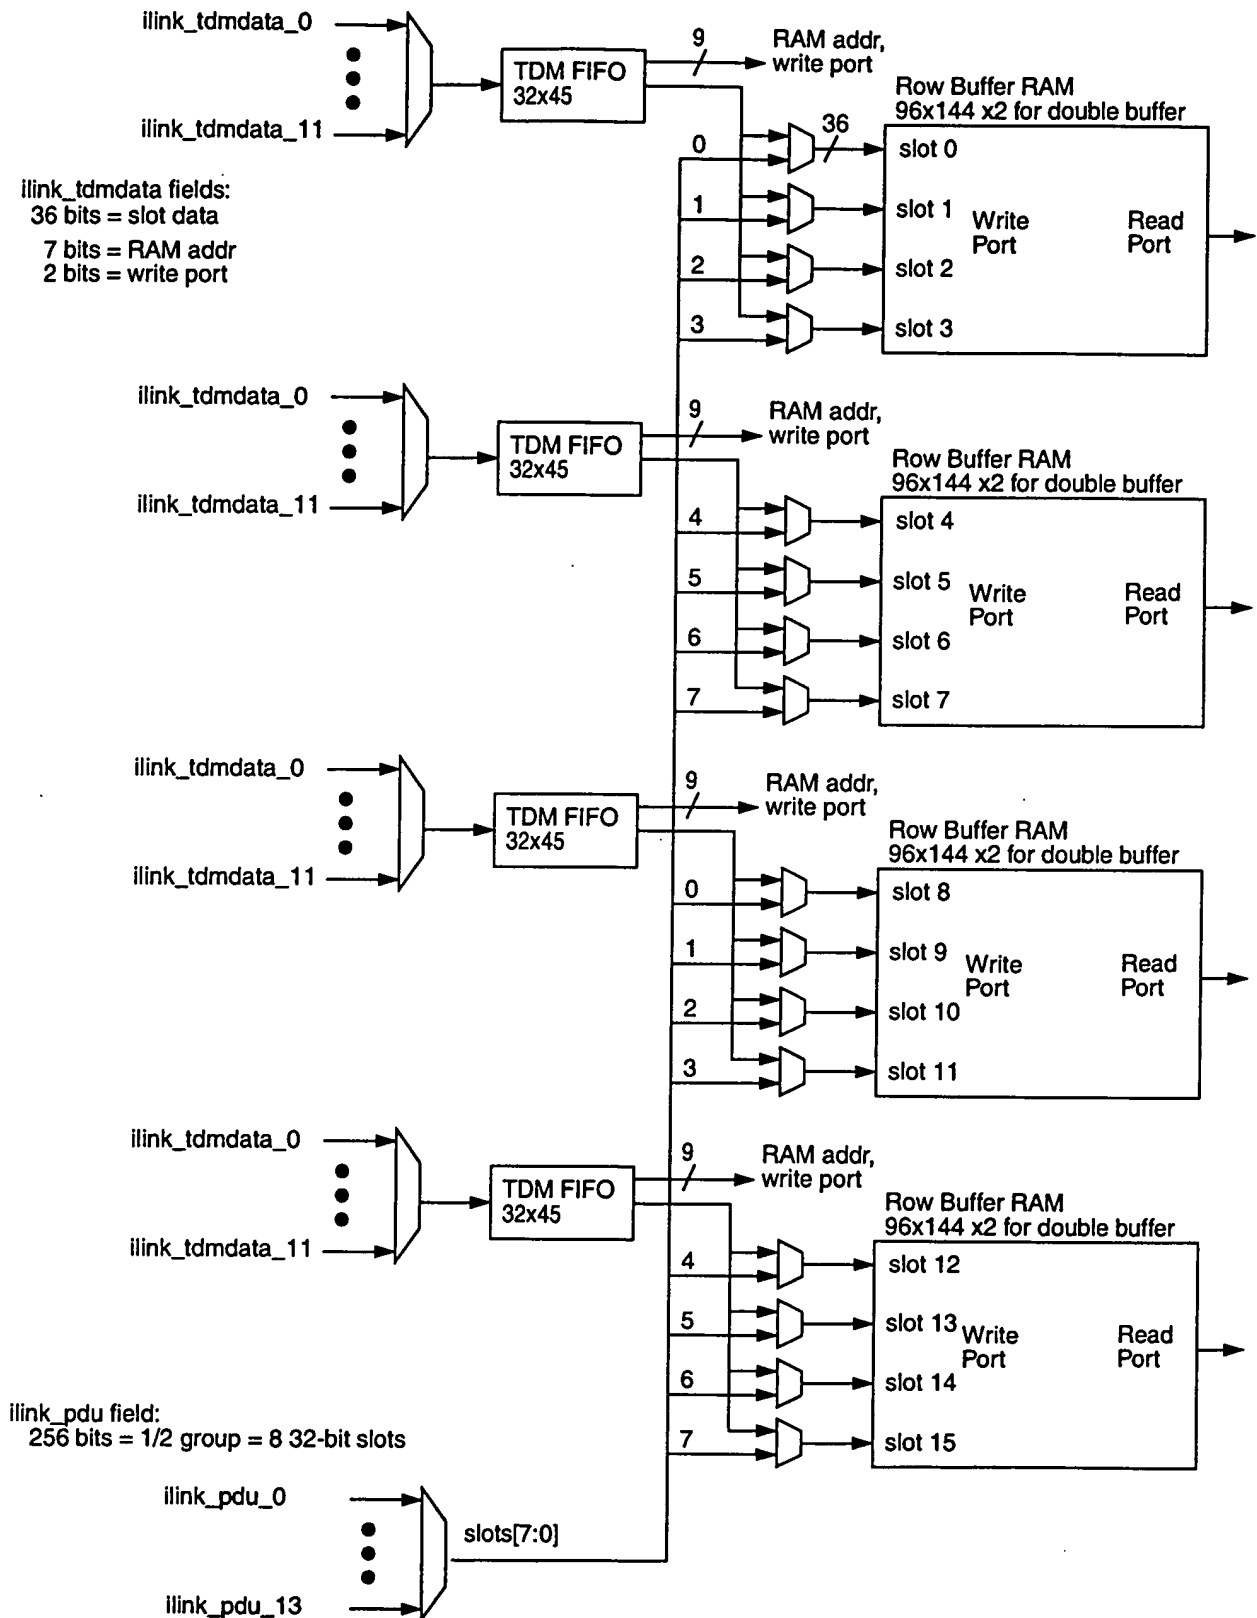 ilink_tdmdata_0
ilink_tdmdata_11
TDM FIFO
32x45
9
RAM addr,
write port
Row Buffer RAM
96x144 x2 for double buffer
ilink_tdmdata fields:
36 bits = slot data
7 bits = RAM addr
2 bits = write port
0
1
2
3
36
slot 0
slot 1
slot 2
slot 3
Write
Port
Read
Port
ilink_tdmdata_0
ilink_tdmdata_11
TDM FIFO
32x45
9
RAM addr,
write port
Row Buffer RAM
96x144 x2 for double buffer
4
5
6
7
slot 4
slot 5
slot 6
slot 7
Write
Port
Read
Port
ilink_tdmdata_0
ilink_tdmdata_11
TDM FIFO
32x45
9
RAM addr,
write port
Row Buffer RAM
96x144 x2 for double buffer
0
1
2
3
slot 8
slot 9
slot 10
slot 11
Write
Port
Read
Port
ilink_tdmdata_0
ilink_tdmdata_11
TDM FIFO
32x45
9
RAM addr,
write port
Row Buffer RAM
96x144 x2 for double buffer
4
5
6
7
slot 12
slot 13
slot 14
slot 15
Write
Port
Read
Port
ilink_pdu field:
256 bits = 1/2 group = 8 32-bit slots
ilink_pdu_0
slots[7:0]
ilink_pdu_13